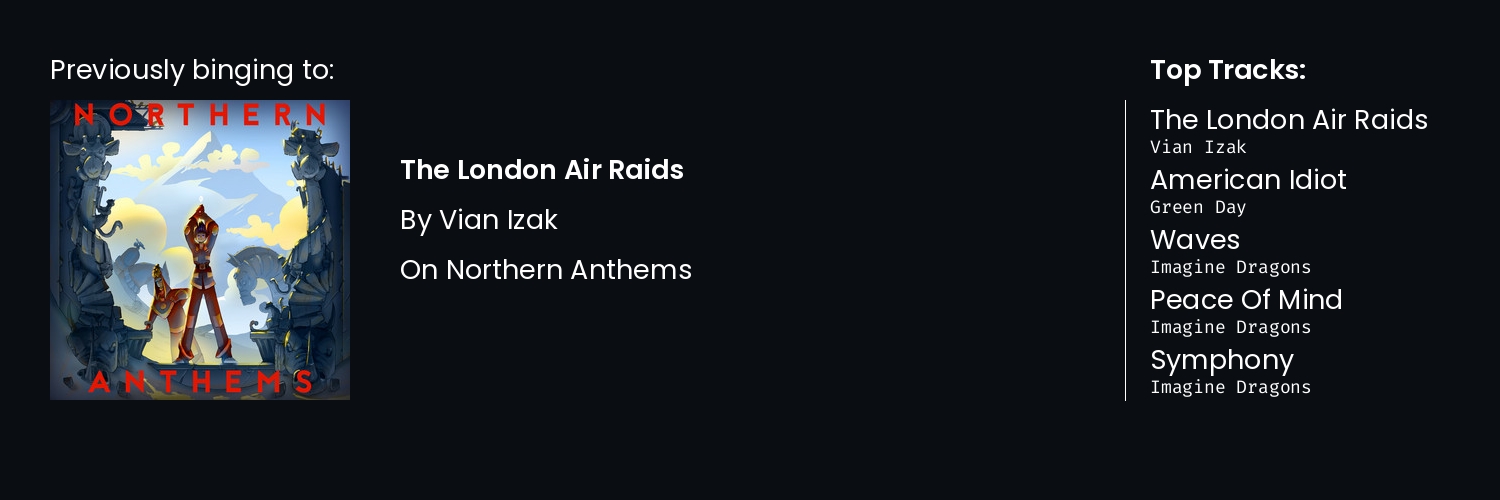 Previously binging to:
NORTHERN
ANTHEMS
The London Air Raids
By Vian Izak
On Northern Anthems
Top Tracks:
The London Air Raids
Vian Izak
American Idiot
Green Day
Waves
Imagine Dragons
Peace Of Mind
Imagine Dragons
Symphony
Imagine Dragons